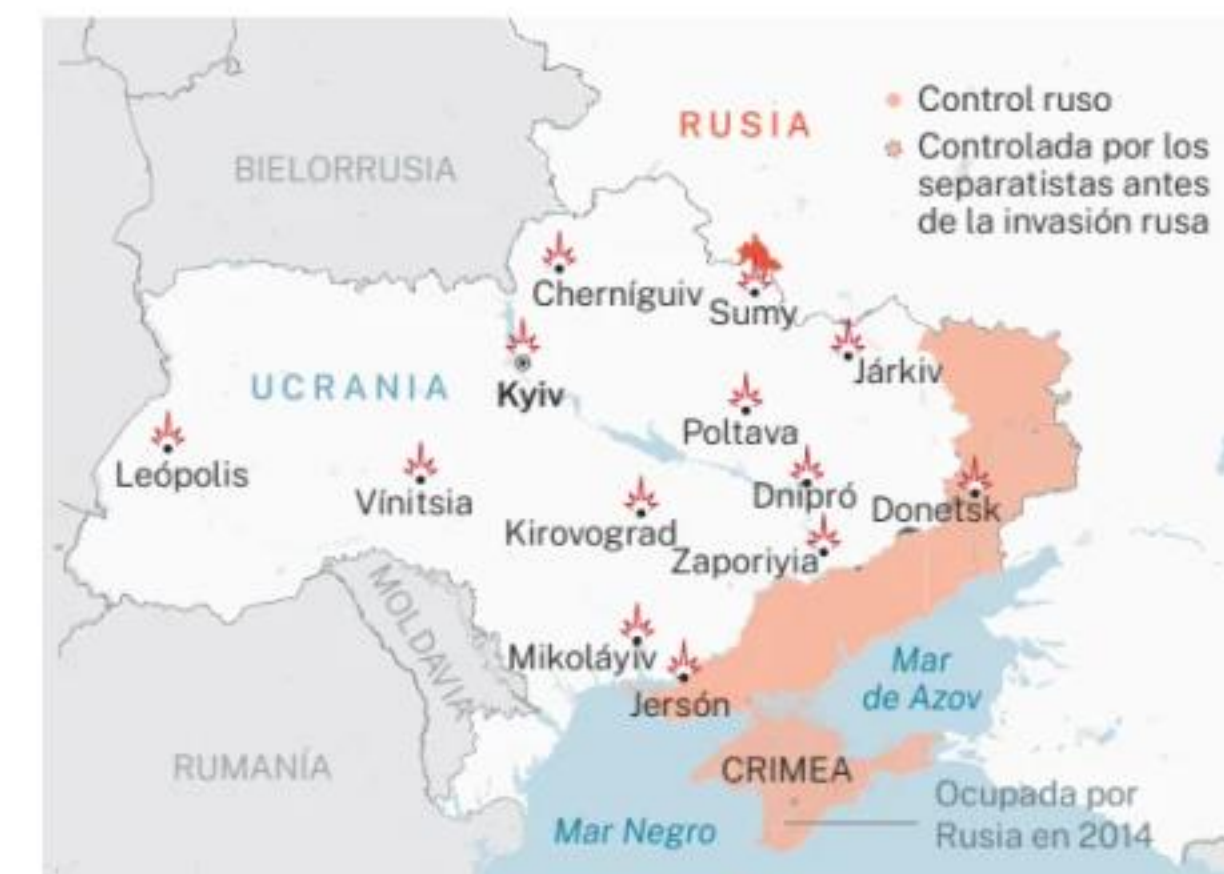 RUSIA
Control ruso
Controlada por los
separatistas antes
de la invasión rusa
BIELORRUSIA
Cherníguiv
Sumy
Járkiv
UCRANIA
Kyiv
Poltava
Leópolis
Vínitsia
Dnipró
Donetsk
Kirovograd
Zaporiyia
MOLDAVIA
Mikoláyiv
Jersón
Mar
de Azov
RUMANÍA
CRIMEA
Ocupada por
Rusia en 2014
Mar Negro